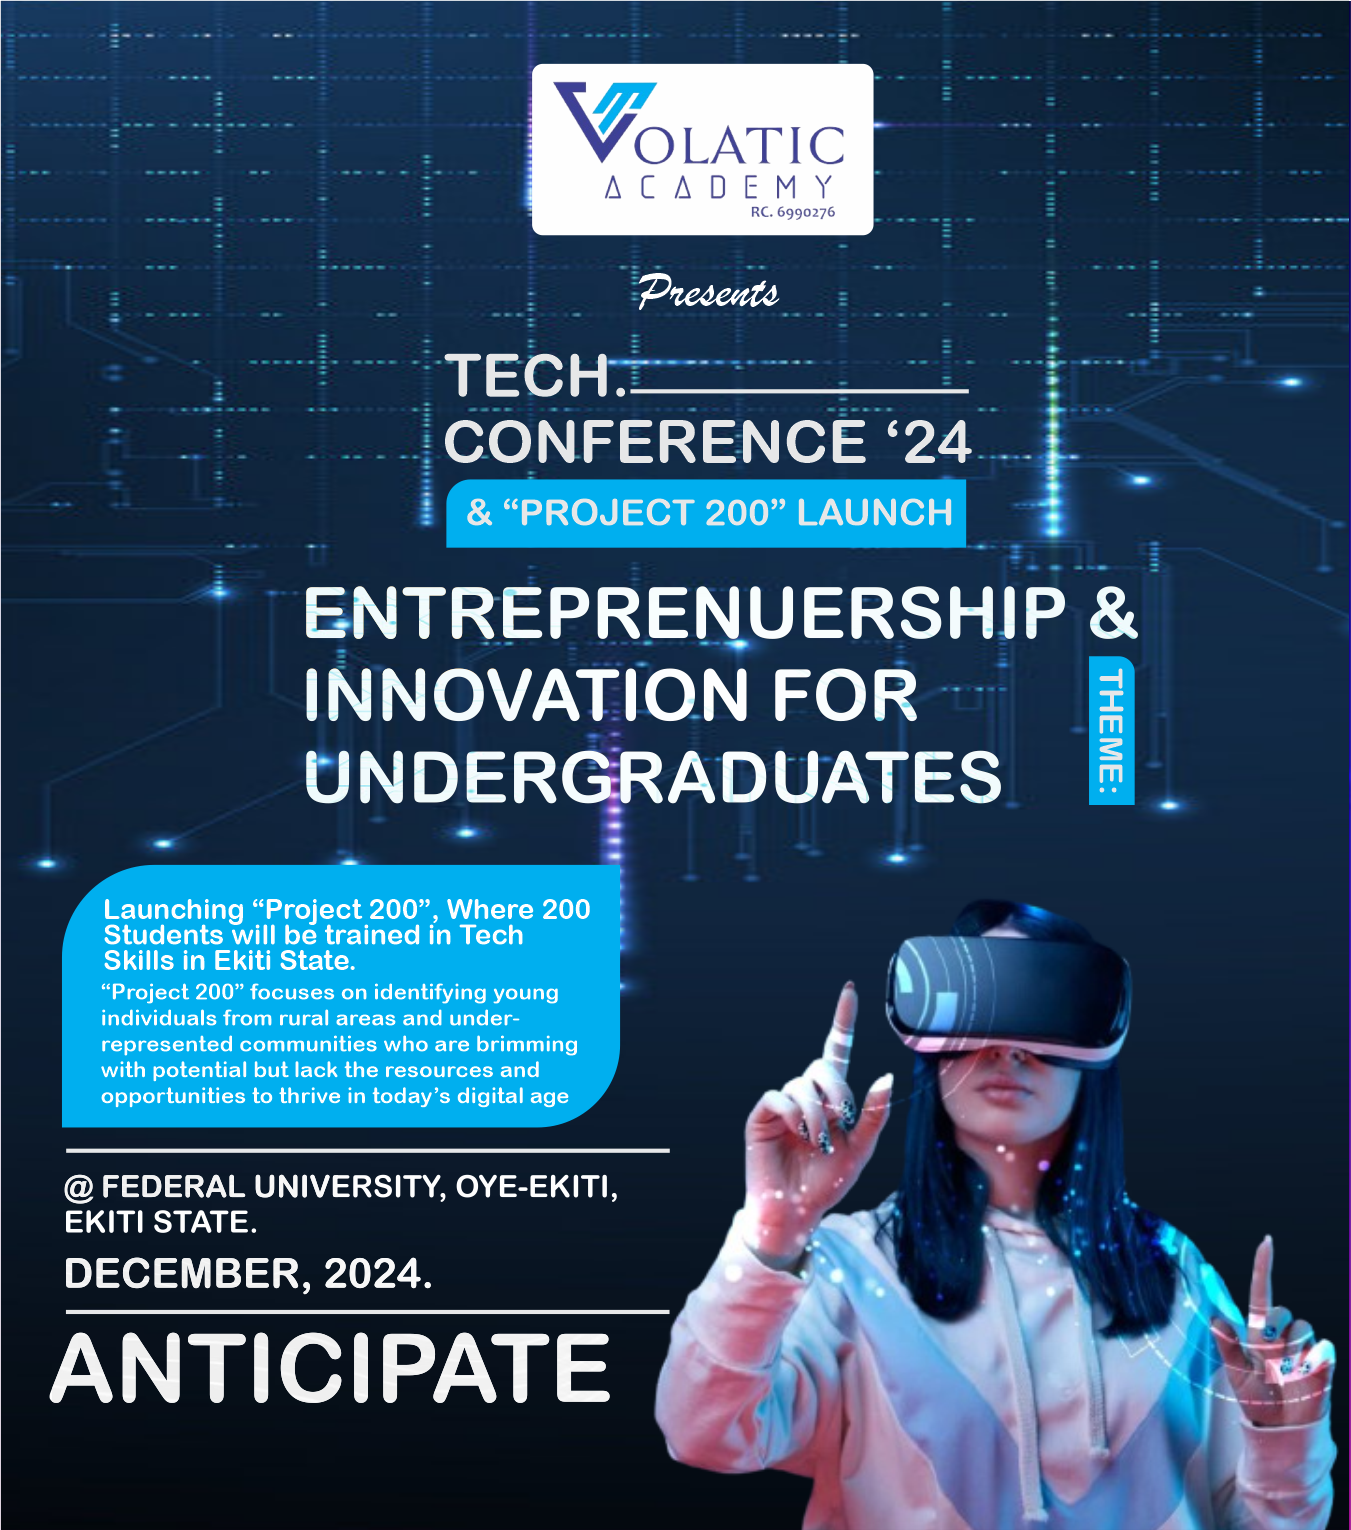 VOLATIC
ACADEMY
RC. 6990276
Presents
TECH.
CONFERENCE ‘24
& “PROJECT 200” LAUNCH
ENTREPRENUERSHIP &
INNOVATION FOR
UNDERGRADUATES
THEME:
Launching “Project 200”, Where 200
Students will be trained in Tech
Skills in Ekiti State.
“Project 200” focuses on identifying young
individuals from rural areas and under-
represented communities who are brimming
with potential but lack the resources and
opportunities to thrive in today’s digital age
@ FEDERAL UNIVERSITY, OYE-EKITI,
EKITI STATE.
DECEMBER, 2024.
ANTICIPATE